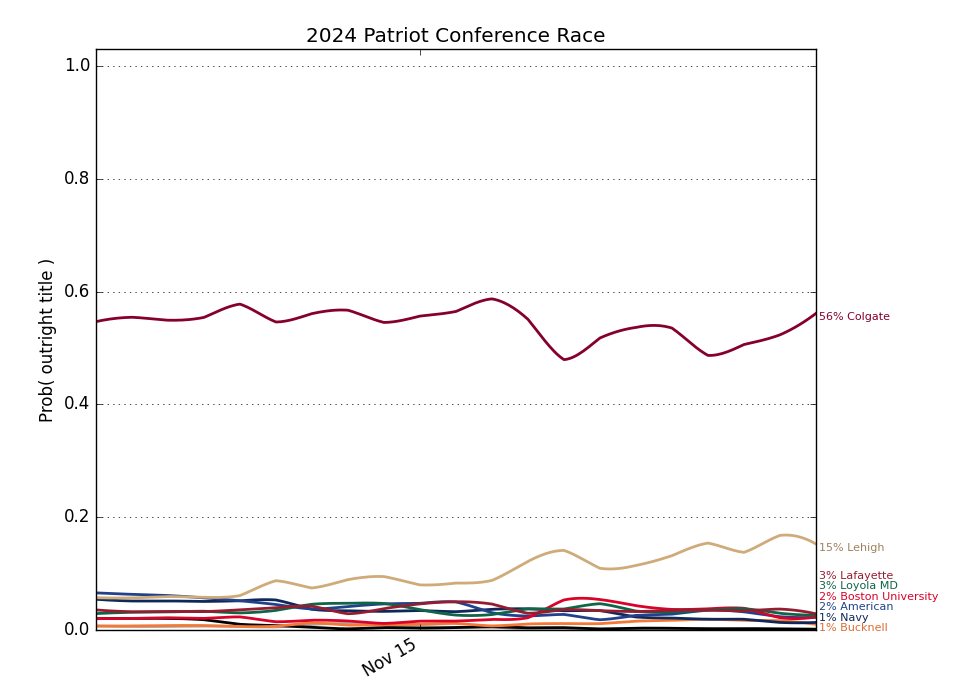 2024 Patriot Conference Race
Prob( outright title )
1.0
0.8
0.6
0.4
0.2
0.0
Nov 15
56% Colgate
15% Lehigh
3% Lafayette
3% Loyola MD
2% Boston University
2% American
1% Navy
1% Bucknell